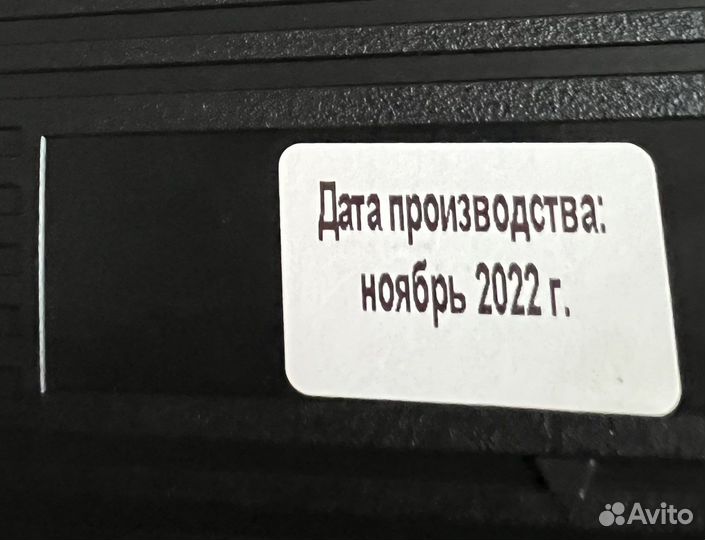 Дата производства:
ноябрь 2022 г.
Avito